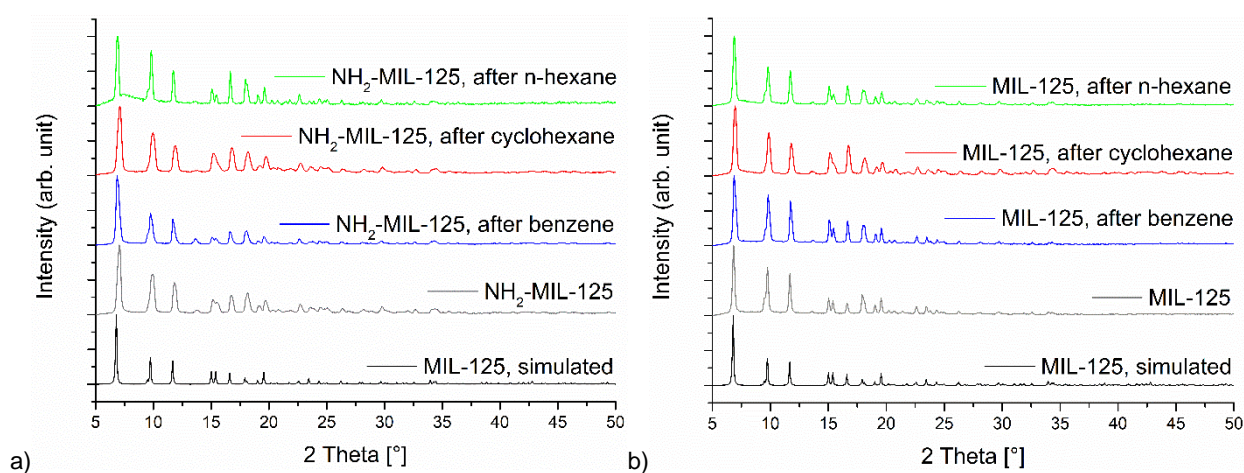 NH2-MIL-125, after n-hexane
NH2-MIL-125, after cyclohexane
NH2-MIL-125, after benzene
NH2-MIL-125
MIL-125, simulated
Intensity (arb. unit)
5 10 15 20 25 30 35 40 45 50
2 Theta [°]
a)
MIL-125, after n-hexane
MIL-125, after cyclohexane
MIL-125, after benzene
MIL-125
MIL-125, simulated
Intensity (arb. unit)
5 10 15 20 25 30 35 40 45 50
2 Theta [°]
b)